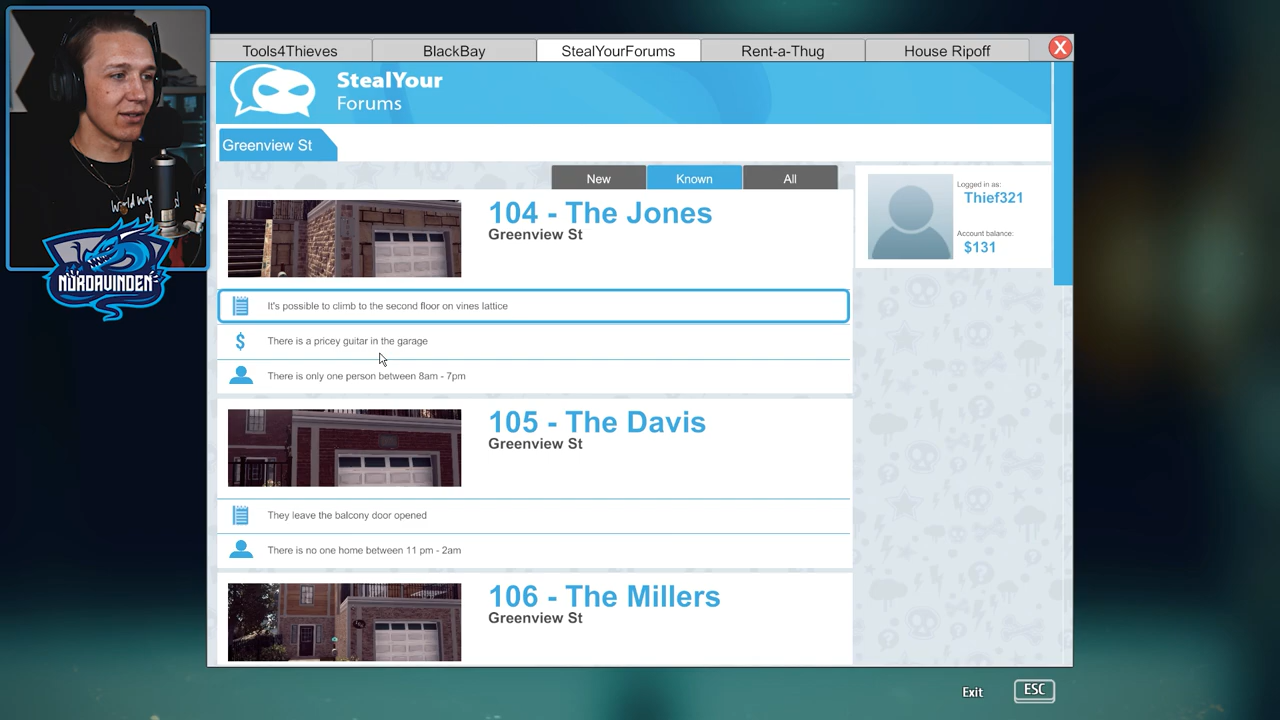 Tools4Thieves
BlackBay
StealYourForums
Rent-a-Thug
House Ripoff
X
StealYour
Forums
Greenview St
New
Known
All
Logged in as:
Thief321
Account balance:
$131
104 - The Jones
Greenview St
It's possible to climb to the second floor on vines lattice
$ There is a pricey guitar in the garage
There is only one person between 8am - 7pm
105 - The Davis
Greenview St
They leave the balcony door opened
There is no one home between 11 pm - 2am
106 - The Millers
Greenview St
NORDAVINDEN
Exit
ESC